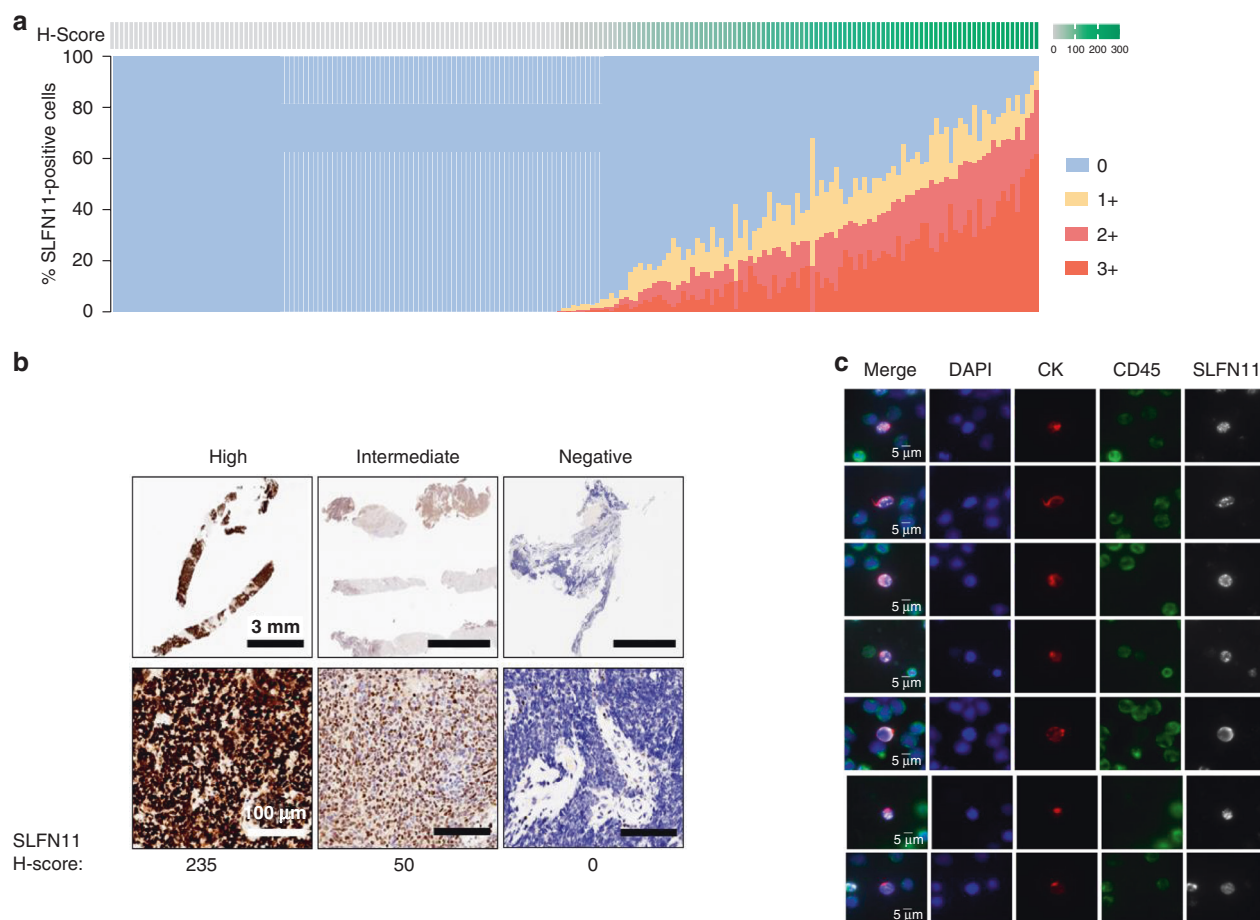 a
H-Score
0 100 200 300
100
80
60
40
20
0
% SLFN11-positive cells
0
1+
2+
3+
b
High Intermediate Negative
3 mm
100 µm
SLFN11
H-score: 235 50 0
c
Merge DAPI CK CD45 SLFN11
5 µm
5 µm
5 µm
5 µm
5 µm
5 µm
5 µm